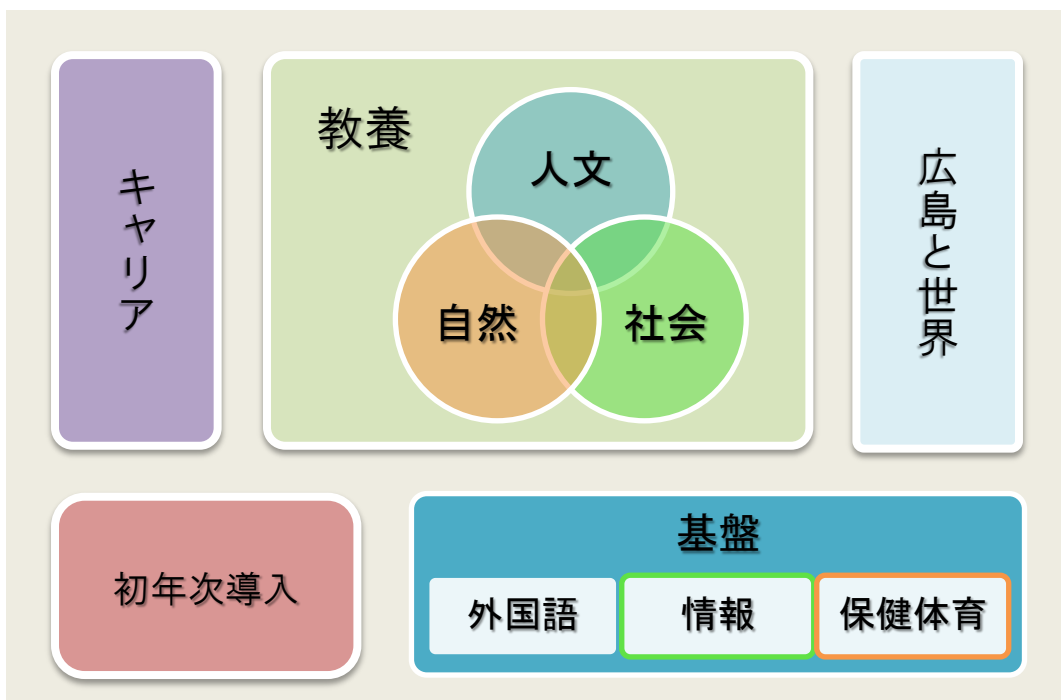 キャリア
教養
人文
自然
社会
広島と世界
初年次導入
基盤
外国語
情報
保健体育